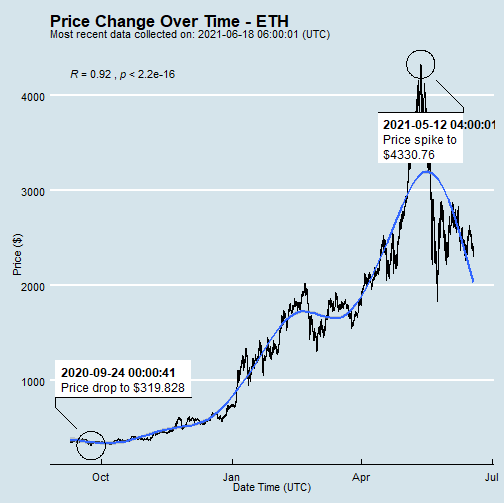 Price Change Over Time - ETH
Most recent data collected on: 2021-06-18 06:00:01 (UTC)
R = 0.92 , p < 2.2e-16
4000
2021-05-12 04:00:01
Price spike to
$4330.76
3000
Price ($)
2000
2020-09-24 00:00:41
Price drop to $319.828
1000
Oct
Jan
Apr
Jul
Date Time (UTC)